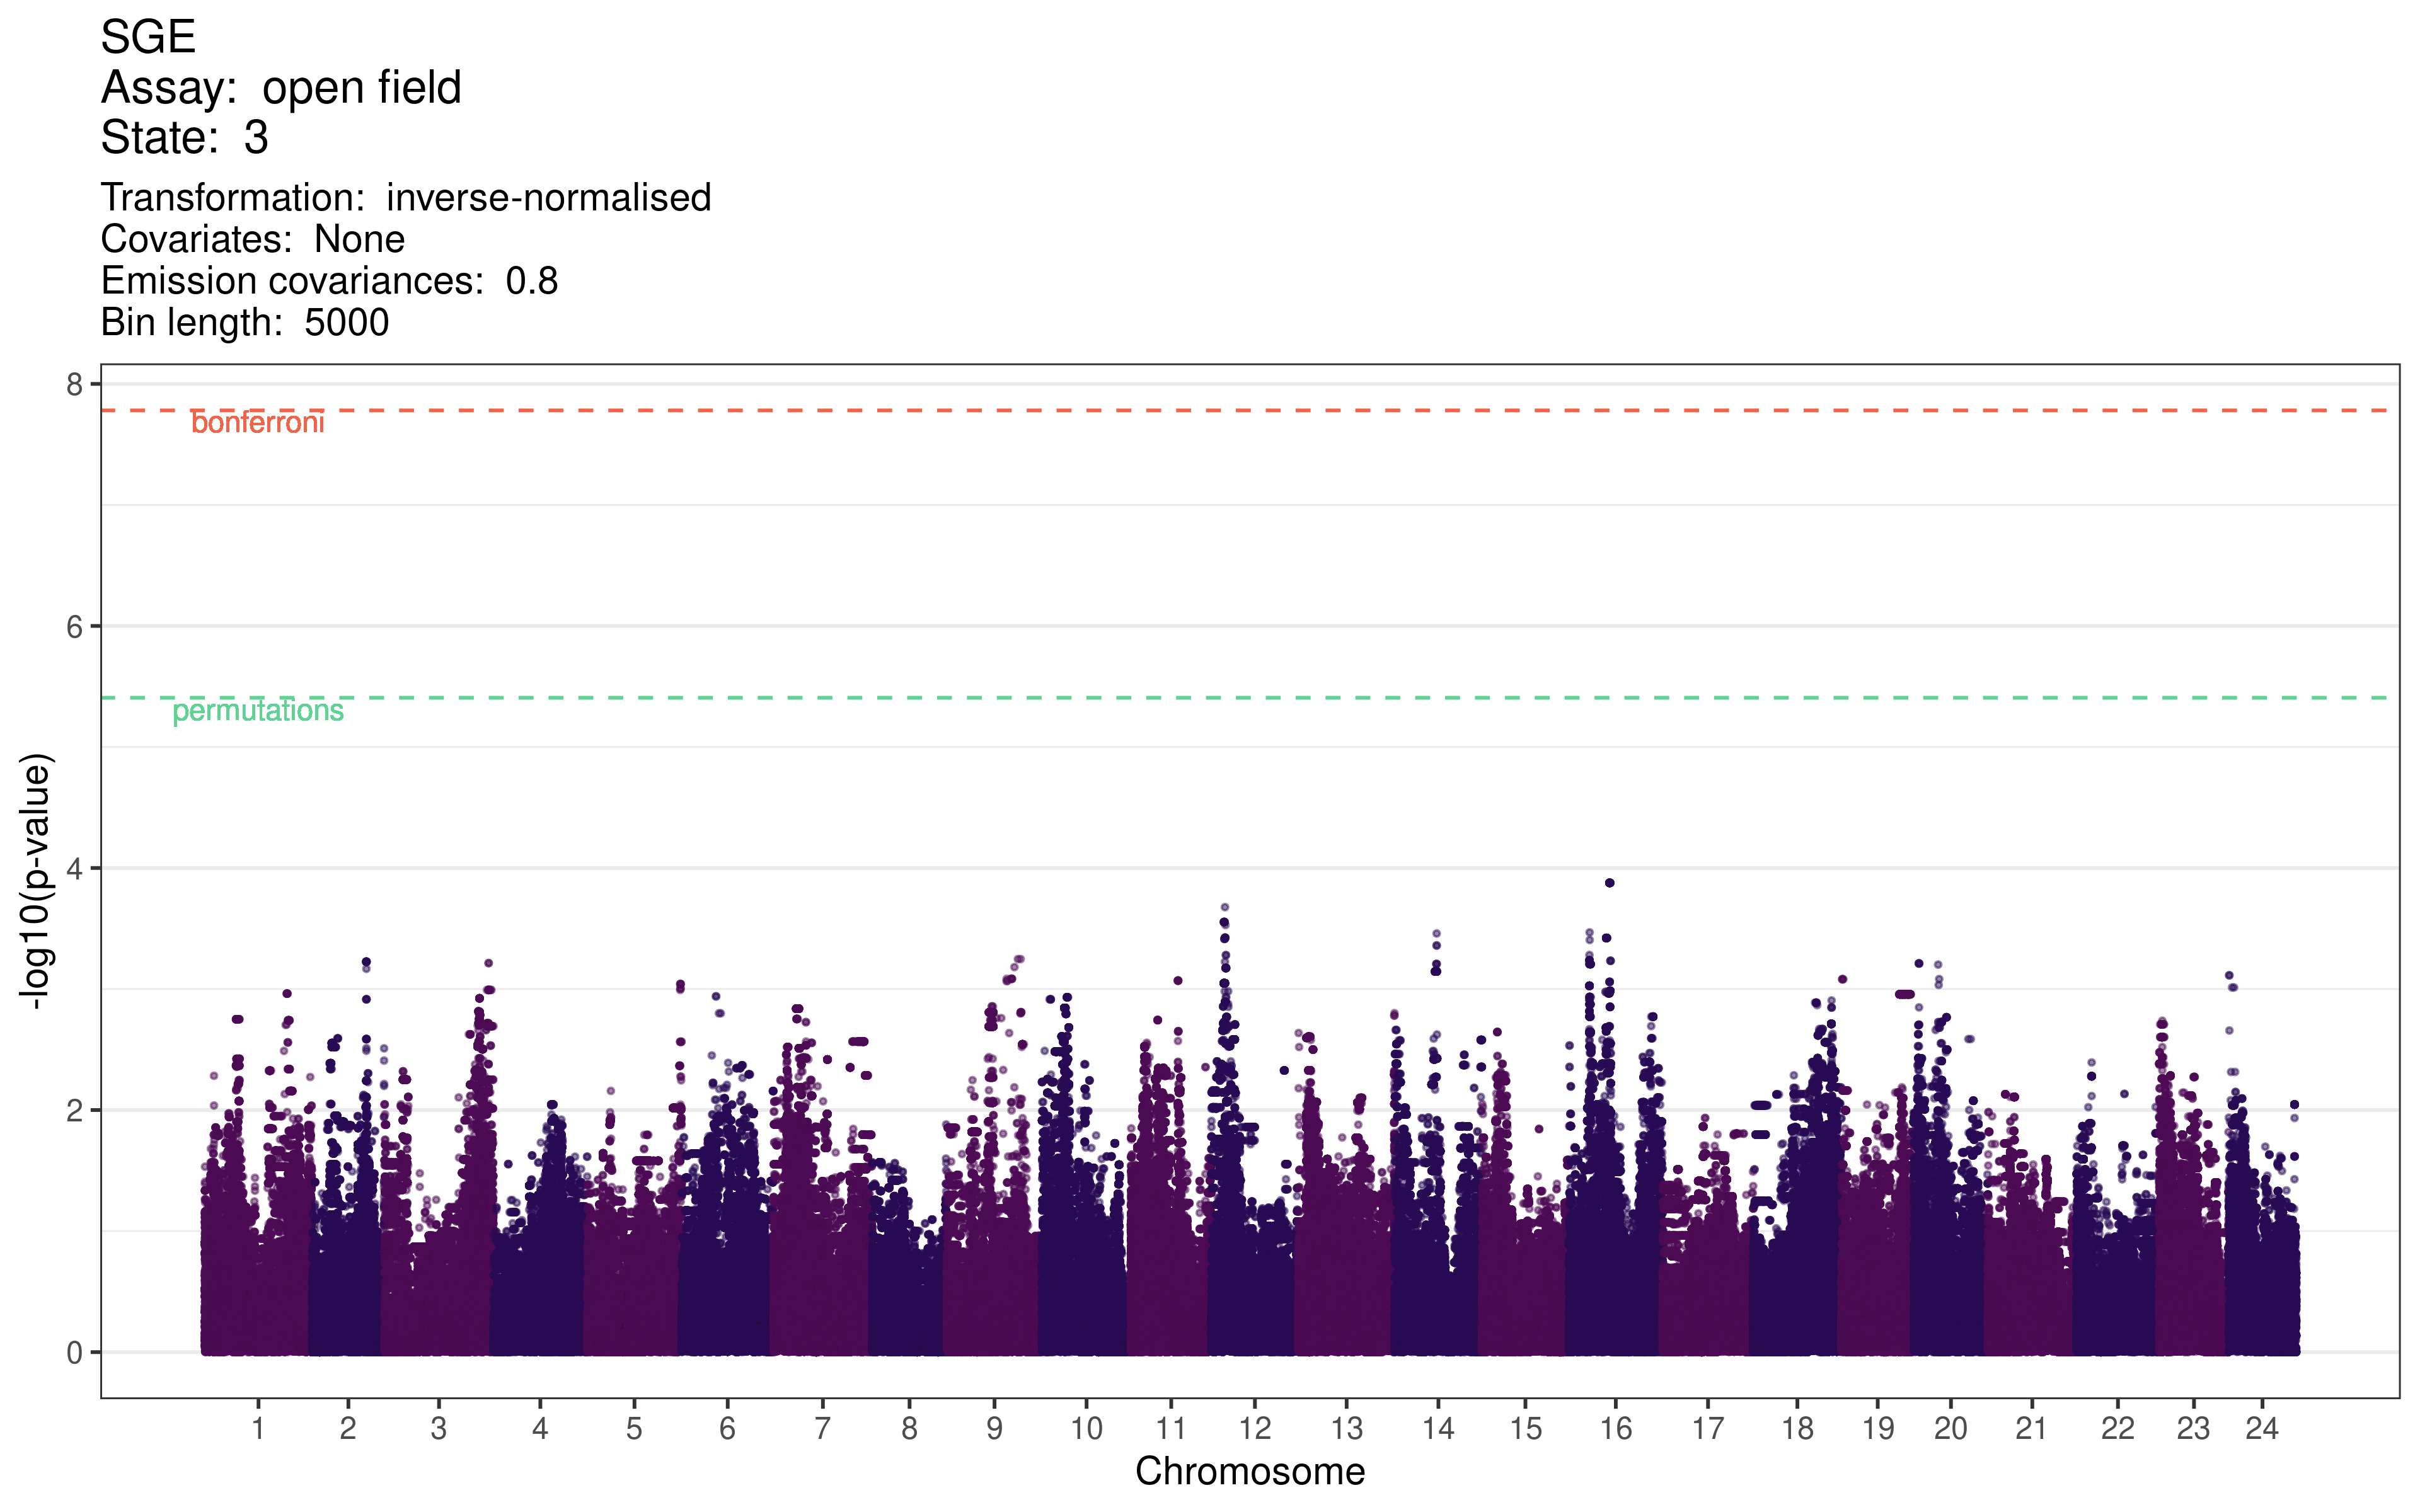 SGE
Assay: open field
State: 3
Transformation: inverse-normalised
Covariates: None
Emission covariances: 0.8
Bin length: 5000
8
bonferroni
6
permutations
4
2
0
-log10(p-value)
1 2 3 4 5 6 7 8 9 10 11 12 13 14 15 16 17 18 19 20 21 22 23 24
Chromosome